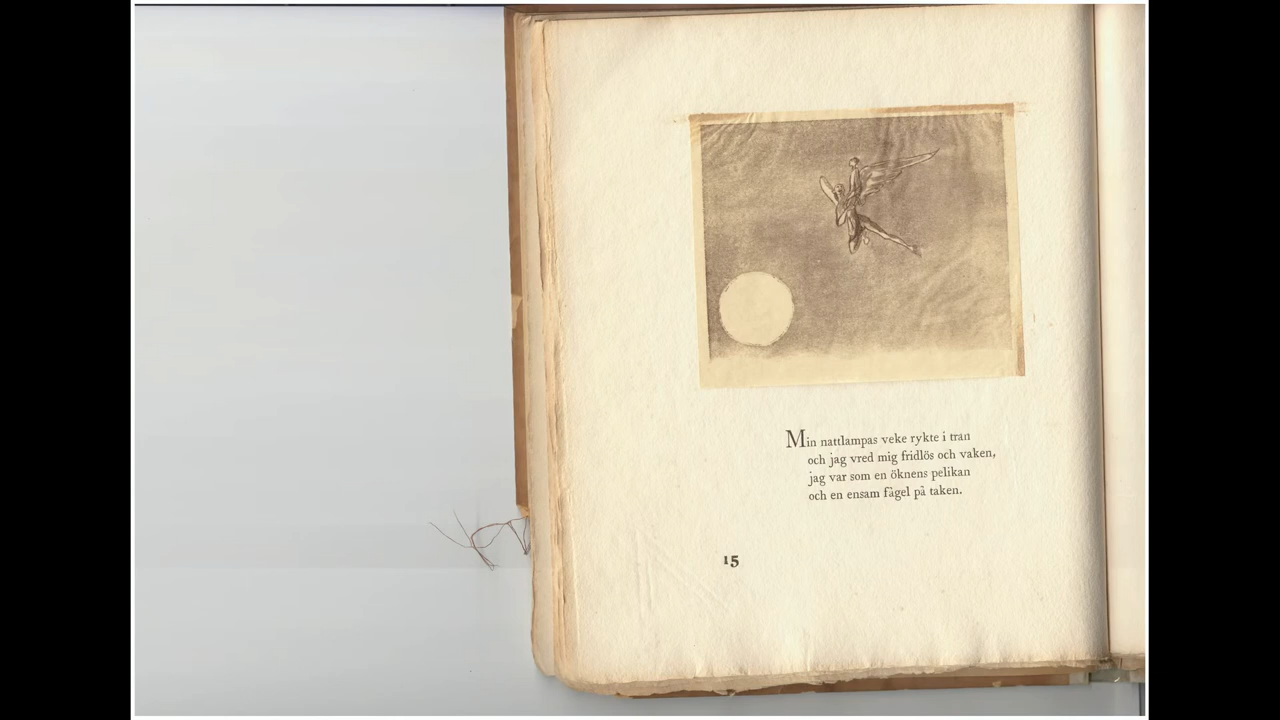 Min nattlampas veke rykte i tran
och jag vred mig fridlös och vaken,
jag var som en öknens pelikan
och en ensam fågel på taken.
15